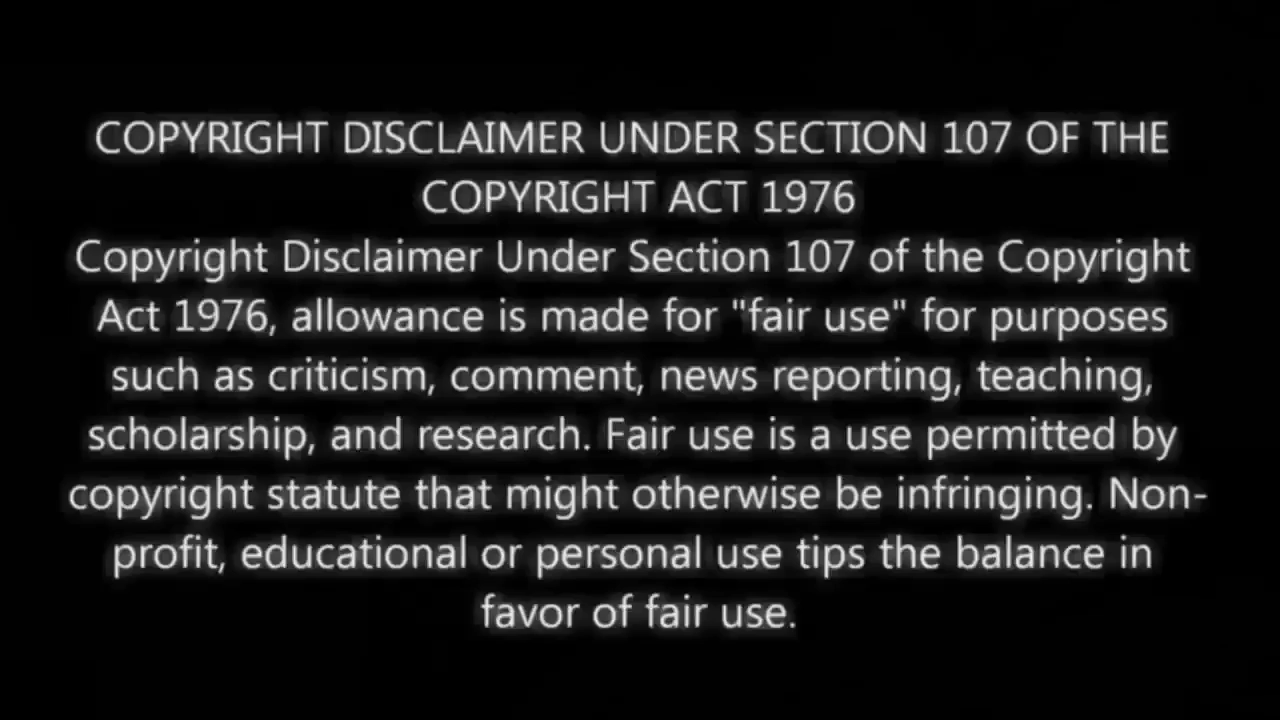 COPYRIGHT DISCLAIMER UNDER SECTION 107 OF THE
COPYRIGHT ACT 1976
Copyright Disclaimer Under Section 107 of the Copyright
Act 1976, allowance is made for "fair use" for purposes
such as criticism, comment, news reporting, teaching,
scholarship, and research. Fair use is a use permitted by
copyright statute that might otherwise be infringing. Non-
profit, educational or personal use tips the balance in
favor of fair use.